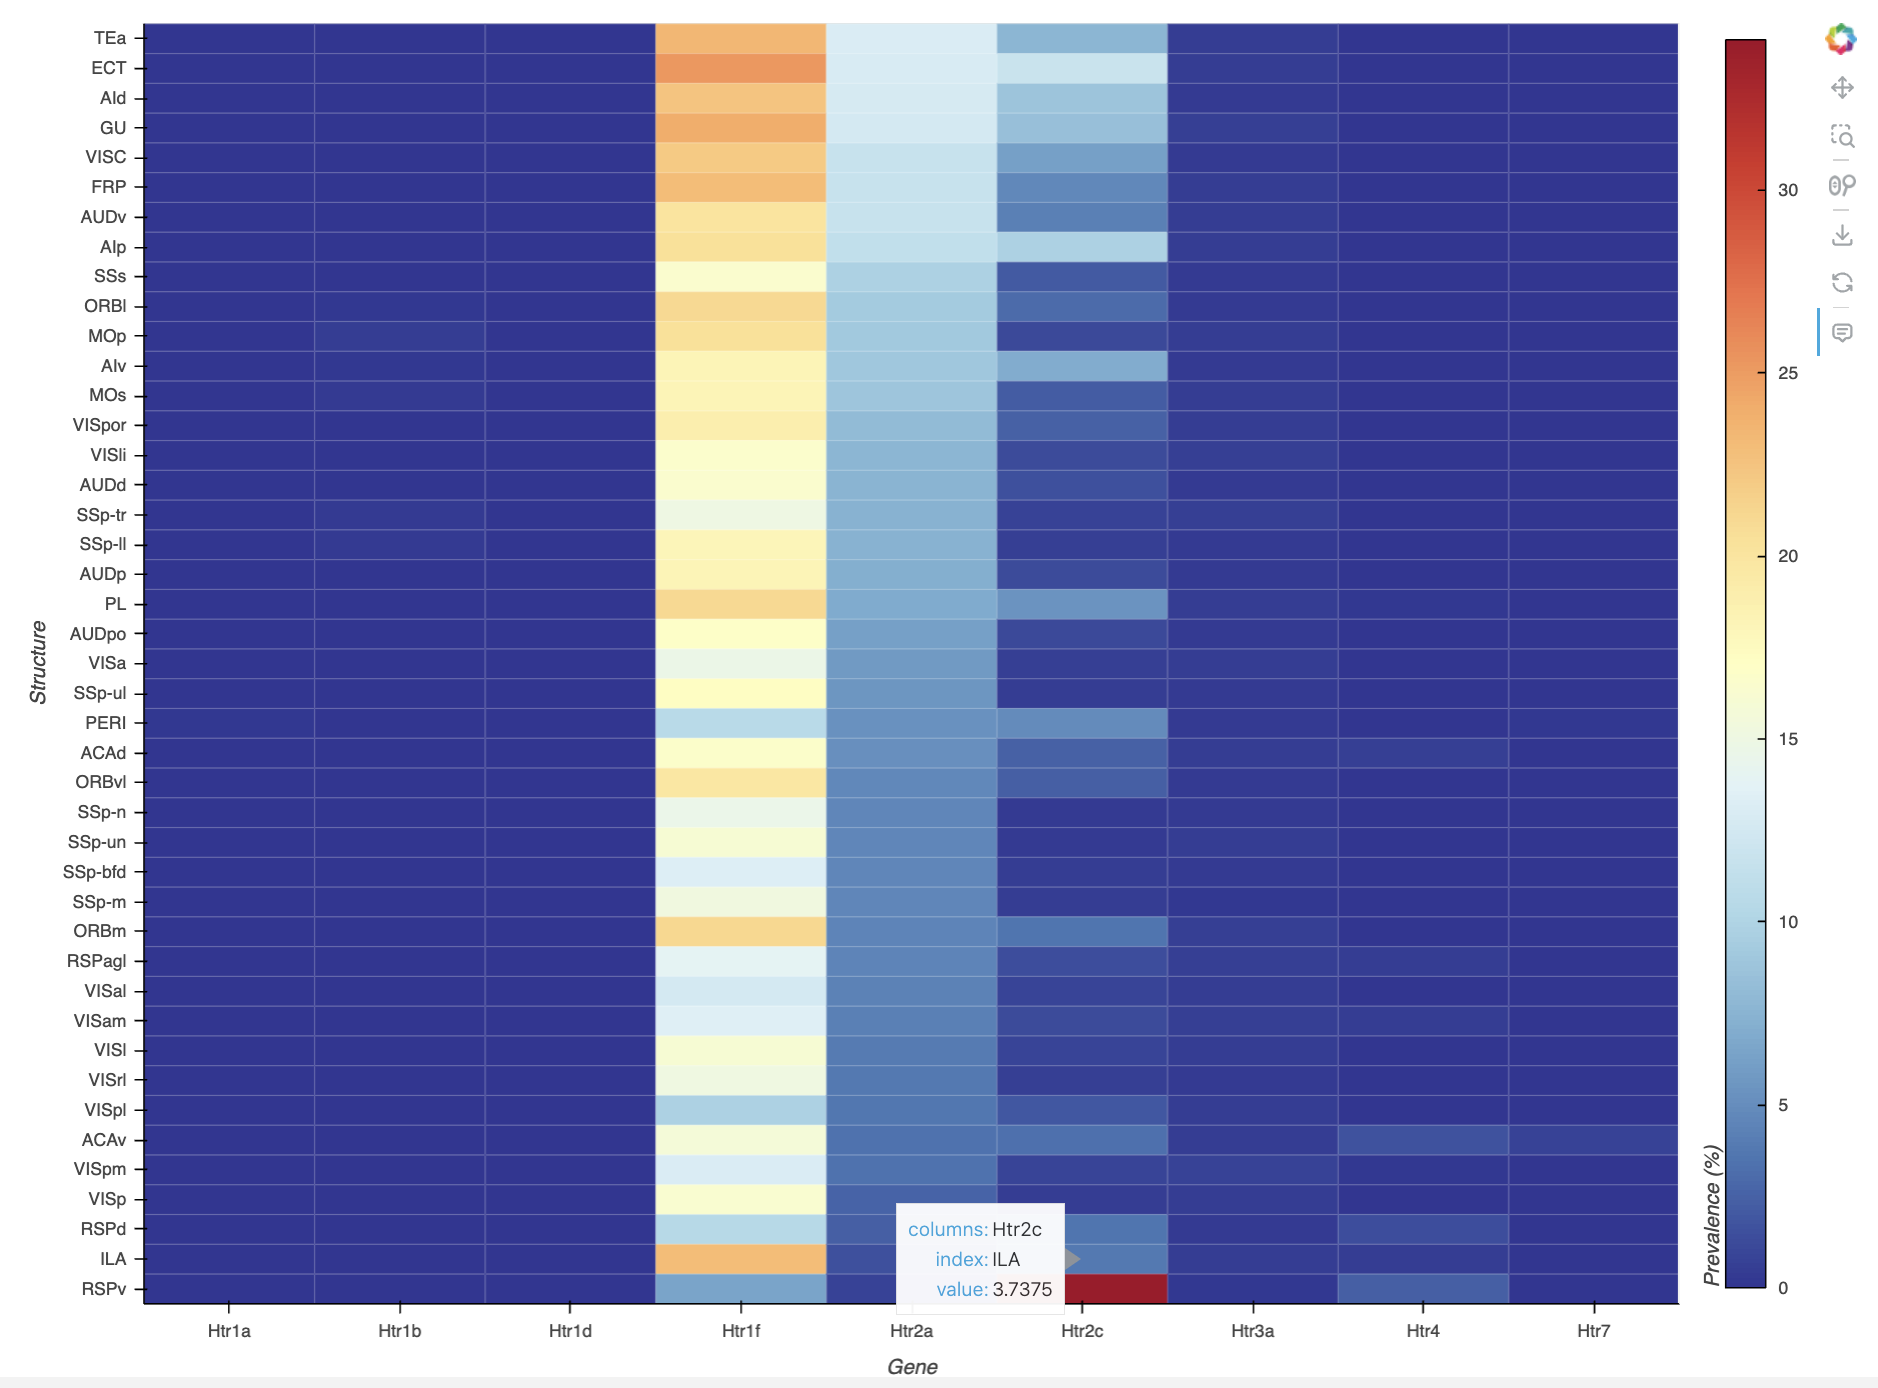 TEa
ECT
AId
GU
VISC
FRP
AUDv
AIp
SSs
ORBl
MOp
AIv
MOs
VISpor
VISli
AUDd
SSp-tr
SSp-ll
AUDp
PL
AUDpo
VISa
SSp-ul
PERI
ACAd
ORBvl
SSp-n
SSp-un
SSp-bfd
SSp-m
ORBm
RSPagl
VISal
VISam
VISl
VISrl
VISpl
ACAv
VISpm
VISp
RSPd
ILA
RSPv
Structure
columns: Htr2c
index: ILA
value: 3.7375
Htr1a Htr1b Htr1d Htr1f Htr2a Htr2c Htr3a Htr4 Htr7
Gene
30
25
20
15
10
5
0
Prevalence (%)